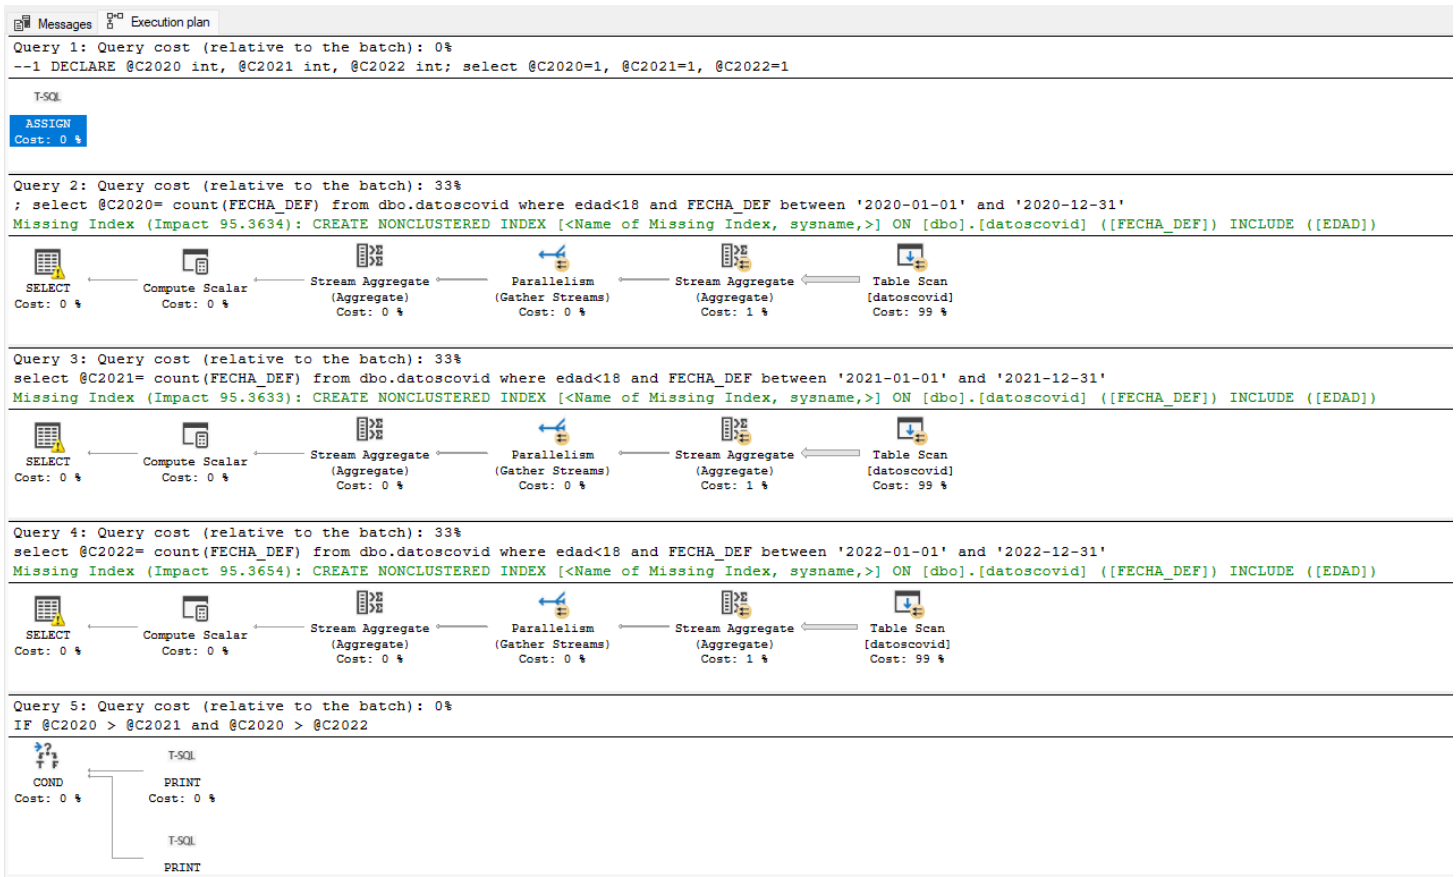 Messages Execution plan
Query 1: Query cost (relative to the batch): 0%
--1 DECLARE @C2020 int, @C2021 int, @C2022 int; select @C2020=1, @C2021=1, @C2022=1
T-SQL
ASSIGN
Cost: 0 %
Query 2: Query cost (relative to the batch): 33%
; select @C2020= count(FECHA_DEF) from dbo.datoscovid where edad<18 and FECHA_DEF between '2020-01-01' and '2020-12-31'
Missing Index (Impact 95.3634): CREATE NONCLUSTERED INDEX [<Name of Missing Index, sysname,>] ON [dbo].[datoscovid] ([FECHA_DEF]) INCLUDE ([EDAD])
SELECT Compute Scalar Stream Aggregate Parallelism Stream Aggregate Table Scan
Cost: 0 % Cost: 0 % (Aggregate) (Gather Streams) (Aggregate) [datoscovid]
Cost: 0 % Cost: 0 % Cost: 1 % Cost: 99 %
Query 3: Query cost (relative to the batch): 33%
select @C2021= count(FECHA_DEF) from dbo.datoscovid where edad<18 and FECHA_DEF between '2021-01-01' and '2021-12-31'
Missing Index (Impact 95.3633): CREATE NONCLUSTERED INDEX [<Name of Missing Index, sysname,>] ON [dbo].[datoscovid] ([FECHA_DEF]) INCLUDE ([EDAD])
SELECT Compute Scalar Stream Aggregate Parallelism Stream Aggregate Table Scan
Cost: 0 % Cost: 0 % (Aggregate) (Gather Streams) (Aggregate) [datoscovid]
Cost: 0 % Cost: 0 % Cost: 1 % Cost: 99 %
Query 4: Query cost (relative to the batch): 33%
select @C2022= count(FECHA_DEF) from dbo.datoscovid where edad<18 and FECHA_DEF between '2022-01-01' and '2022-12-31'
Missing Index (Impact 95.3654): CREATE NONCLUSTERED INDEX [<Name of Missing Index, sysname,>] ON [dbo].[datoscovid] ([FECHA_DEF]) INCLUDE ([EDAD])
SELECT Compute Scalar Stream Aggregate Parallelism Stream Aggregate Table Scan
Cost: 0 % Cost: 0 % (Aggregate) (Gather Streams) (Aggregate) [datoscovid]
Cost: 0 % Cost: 0 % Cost: 1 % Cost: 99 %
Query 5: Query cost (relative to the batch): 0%
IF @C2020 > @C2021 and @C2020 > @C2022
T F T-SQL
COND PRINT
Cost: 0 % Cost: 0 %
T-SQL
PRINT